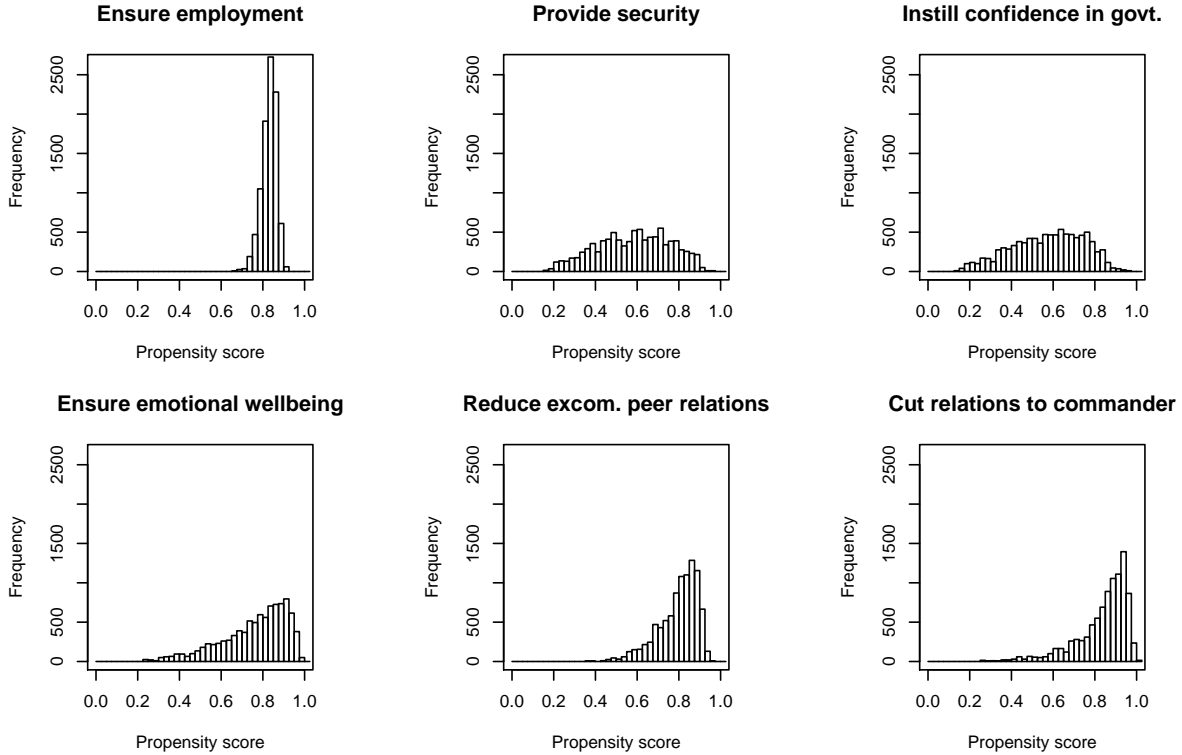 Ensure employment
Provide security
Instill confidence in govt.
Frequency
0 500 1500 2500
0.0 0.2 0.4 0.6 0.8 1.0
Propensity score
Frequency
0 500 1500 2500
0.0 0.2 0.4 0.6 0.8 1.0
Propensity score
Frequency
0 500 1500 2500
0.0 0.2 0.4 0.6 0.8 1.0
Propensity score
Ensure emotional wellbeing
Reduce excom. peer relations
Cut relations to commander
Frequency
0 500 1500 2500
0.0 0.2 0.4 0.6 0.8 1.0
Propensity score
Frequency
0 500 1500 2500
0.0 0.2 0.4 0.6 0.8 1.0
Propensity score
Frequency
0 500 1500 2500
0.0 0.2 0.4 0.6 0.8 1.0
Propensity score